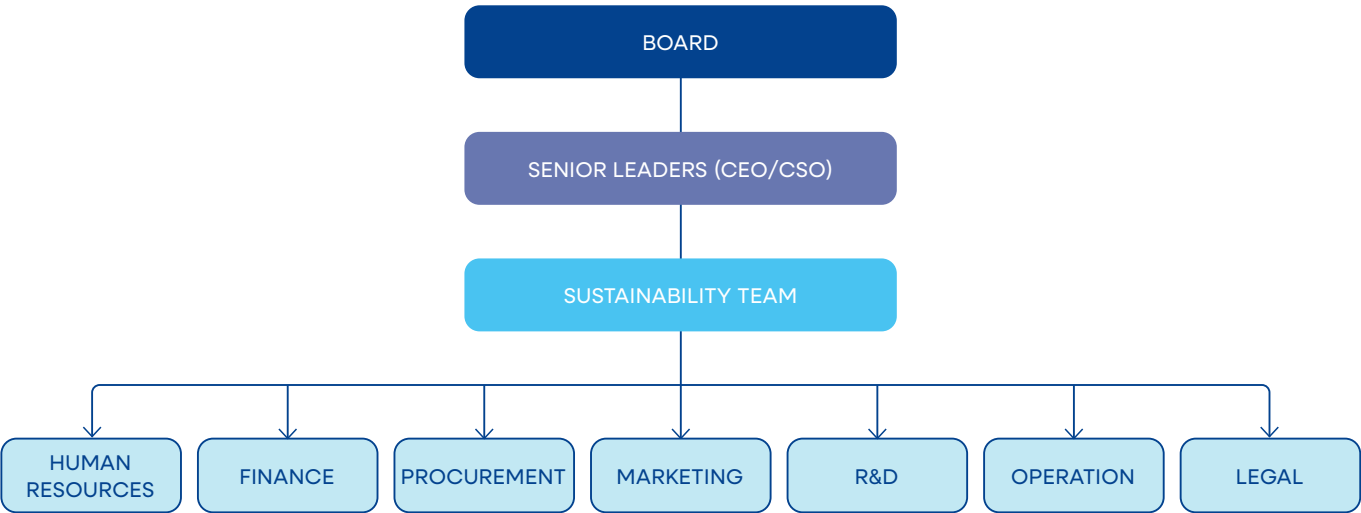 BOARD
SENIOR LEADERS (CEO/CSO)
SUSTAINABILITY TEAM
HUMAN
RESOURCES
FINANCE
PROCUREMENT
MARKETING
R&D
OPERATION
LEGAL